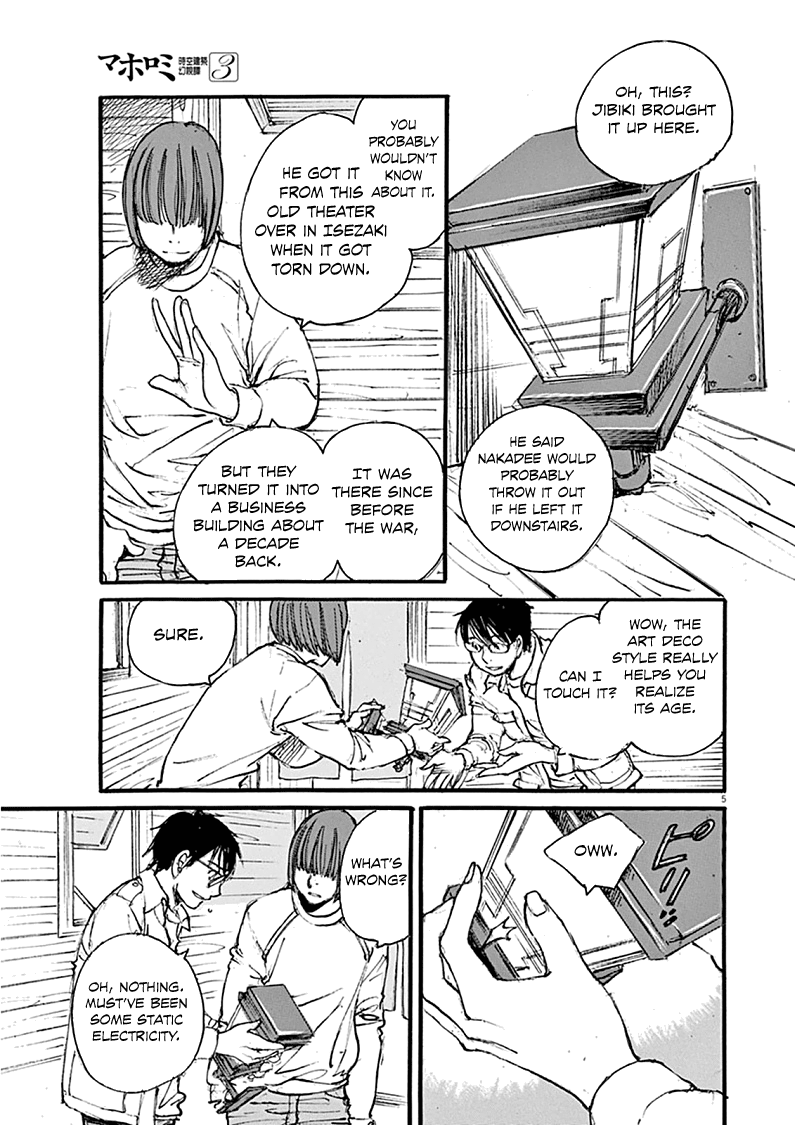 マホロミ
時空建築
幻視譚
3
OH, THIS?
JIBIKI BROUGHT
IT UP HERE.
HE SAID
NAKADEE WOULD
PROBABLY
THROW IT OUT
IF HE LEFT IT
DOWNSTAIRS.
YOU
PROBABLY
WOULDN'T
KNOW
ABOUT IT.
HE GOT IT
FROM THIS
OLD THEATER
OVER IN ISEZAKI
WHEN IT GOT
TORN DOWN.
IT WAS
THERE SINCE
BEFORE
THE WAR,
BUT THEY
TURNED IT INTO
A BUSINESS
BUILDING ABOUT
A DECADE
BACK.
WOW, THE
ART DECO
STYLE REALLY
HELPS YOU
REALIZE
ITS AGE.
CAN I
TOUCH IT?
SURE.
5
OWW.
ピリッ
WHAT'S
WRONG?
OH, NOTHING.
MUST'VE BEEN
SOME STATIC
ELECTRICITY.